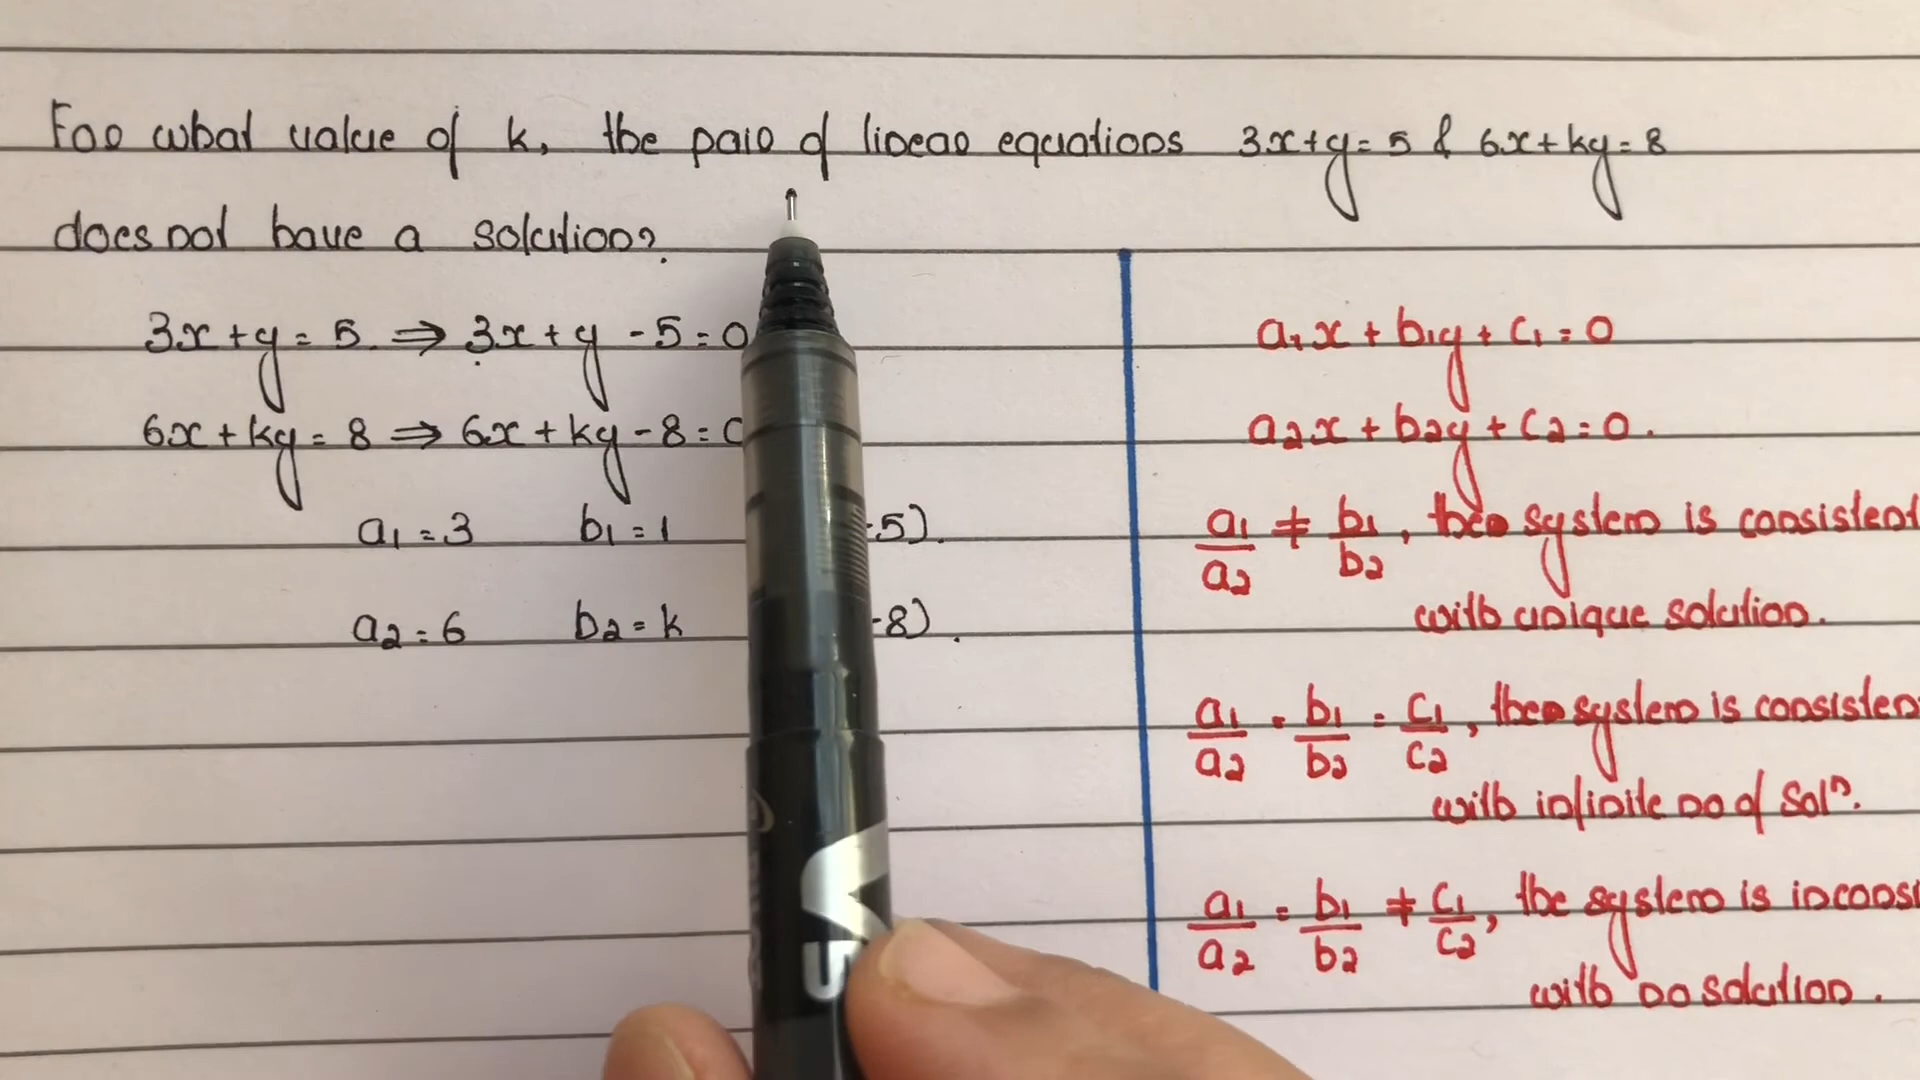 For what value of k, the pair of linear equations 3x+y=5 & 6x+ky=8
does not have a solution?
3x+y=5. ⇒ 3x+y-5=0
6x+ky=8 ⇒ 6x+ky-8=0
a1=3 b1=1 -5).
a2=6 b2=k -8).
a1x+b1y+c1=0
a2x+b2y+c2=0.
a1/a2 ≠ b1/b2, then system is consistent
with unique solution.
a1/a2 = b1/b2 = c1/c2, then system is consisten
with infinite no of Solⁿ.
a1/a2 = b1/b2 ≠ c1/c2, the system is inconsi
with no solution.
V5